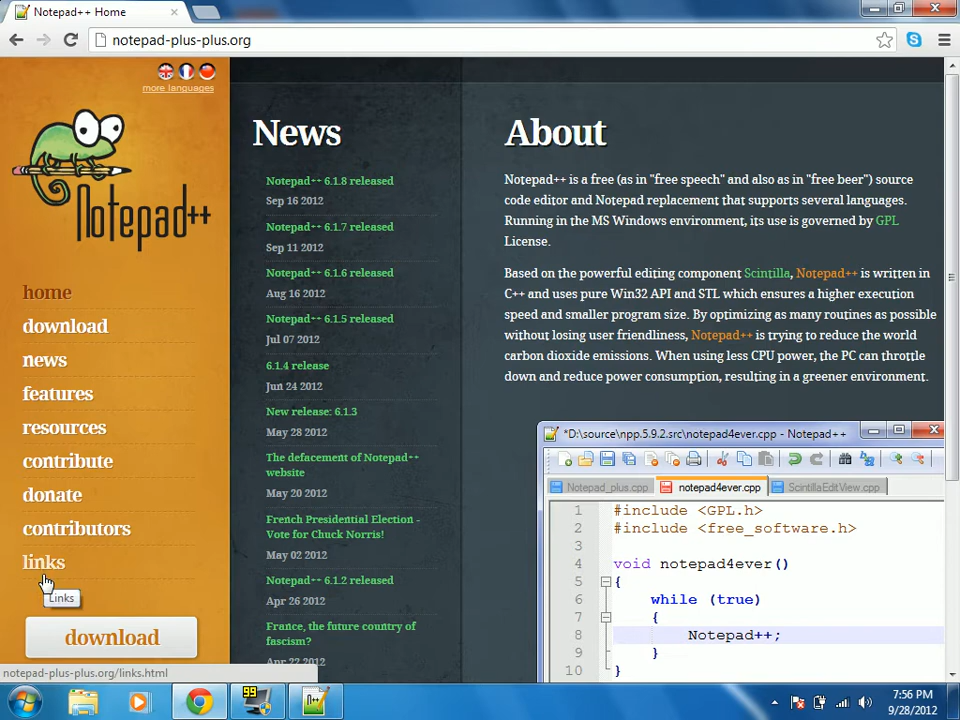 Notepad++ Home
notepad-plus-plus.org
more languages
Notepad++
home
download
news
features
resources
contribute
donate
contributors
links
Links
download
News
Notepad++ 6.1.8 released
Sep 16 2012
Notepad++ 6.1.7 released
Sep 11 2012
Notepad++ 6.1.6 released
Aug 16 2012
Notepad++ 6.1.5 released
Jul 07 2012
6.1.4 release
Jun 24 2012
New release: 6.1.3
May 28 2012
The defacement of Notepad++
website
May 20 2012
French Presidential Election -
Vote for Chuck Norris!
May 02 2012
Notepad++ 6.1.2 released
Apr 26 2012
France, the future country of
fascism?
Apr 22 2012
About
Notepad++ is a free (as in "free speech" and also as in "free beer") source
code editor and Notepad replacement that supports several languages.
Running in the MS Windows environment, its use is governed by GPL
License.
Based on the powerful editing component Scintilla, Notepad++ is written in
C++ and uses pure Win32 API and STL which ensures a higher execution
speed and smaller program size. By optimizing as many routines as possible
without losing user friendliness, Notepad++ is trying to reduce the world
carbon dioxide emissions. When using less CPU power, the PC can throttle
down and reduce power consumption, resulting in a greener environment.
*D:\source\npp.5.9.2.src\notepad4ever.cpp - Notepad++
Notepad_plus.cpp notepad4ever.cpp ScintillaEditView.cpp
1 #include <GPL.h>
2 #include <free_software.h>
3
4 void notepad4ever()
5 {
6 while (true)
7 {
8 Notepad++;
9 }
10 }
notepad-plus-plus.org/links.html
99
N++
7:56 PM
9/28/2012